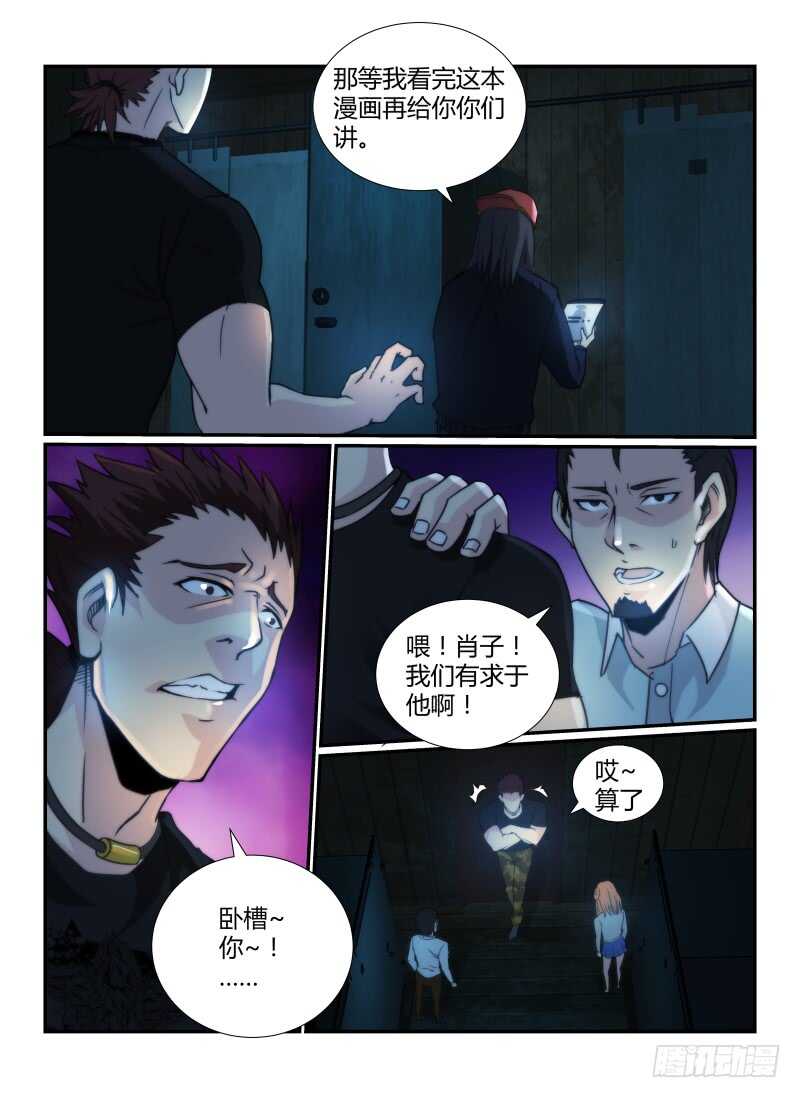 那等我看完这本
漫画再给你你们
讲。
喂！肖子！
我们有求于
他啊！
卧槽~
你~！
……
哎~
算了
腾讯动漫